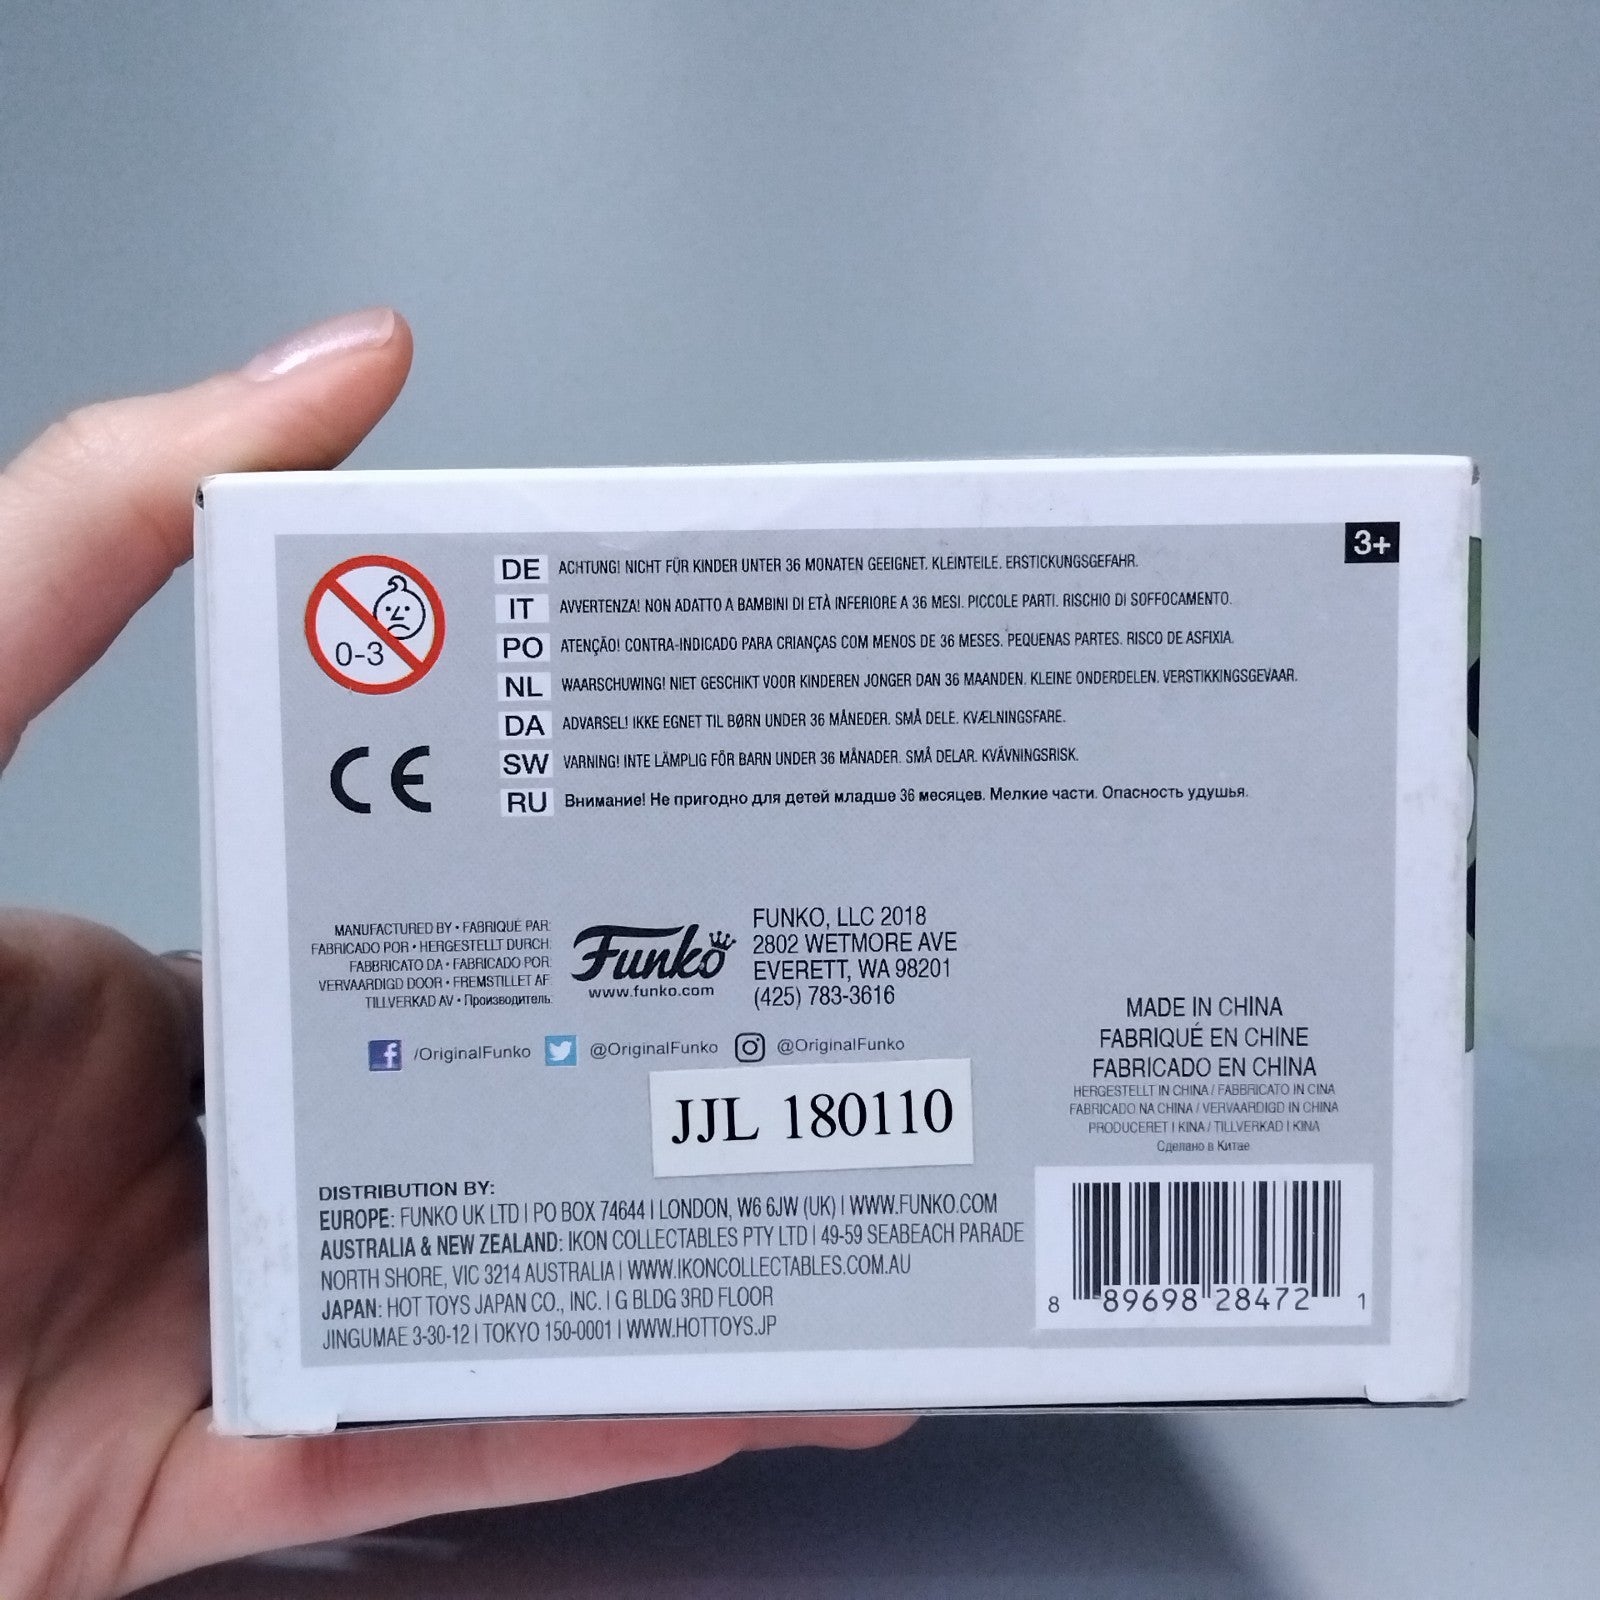 3+
0-3
DE ACHTUNG! NICHT FÜR KINDER UNTER 36 MONATEN GEEIGNET. KLEINTEILE. ERSTICKUNGSGEFAHR.
IT AVVERTENZA! NON ADATTO A BAMBINI DI ETÀ INFERIORE A 36 MESI. PICCOLE PARTI. RISCHIO DI SOFFOCAMENTO.
PO ATENÇÃO! CONTRA-INDICADO PARA CRIANÇAS COM MENOS DE 36 MESES. PEQUENAS PARTES. RISCO DE ASFIXIA.
NL WAARSCHUWING! NIET GESCHIKT VOOR KINDEREN JONGER DAN 36 MAANDEN. KLEINE ONDERDELEN. VERSTIKKINGSGEVAAR.
DA ADVARSEL! IKKE EGNET TIL BØRN UNDER 36 MÅNEDER. SMÅ DELE. KVÆLNINGSFARE.
SW VARNING! INTE LÄMPLIG FÖR BARN UNDER 36 MÅNADER. SMÅ DELAR. KVÄVNINGSRISK.
RU Внимание! Не пригодно для детей младше 36 месяцев. Мелкие части. Опасность удушья.
CE
MANUFACTURED BY • FABRIQUÉ PAR:
FABRICADO POR • HERGESTELLT DURCH:
FABBRICATO DA • FABRICADO POR:
VERVAARDIGD DOOR • FREMSTILLET AF:
TILLVERKAD AV • Производитель:
Funko
www.funko.com
FUNKO, LLC 2018
2802 WETMORE AVE
EVERETT, WA 98201
(425) 783-3616
/OriginalFunko @OriginalFunko @OriginalFunko
JJL 180110
MADE IN CHINA
FABRIQUÉ EN CHINE
FABRICADO EN CHINA
HERGESTELLT IN CHINA / FABBRICATO IN CINA
FABRICADO NA CHINA / VERVAARDIGD IN CHINA
PRODUCERET I KINA / TILLVERKAD I KINA
Сделано в Китае
DISTRIBUTION BY:
EUROPE: FUNKO UK LTD | PO BOX 74644 | LONDON, W6 6JW (UK) | WWW.FUNKO.COM
AUSTRALIA & NEW ZEALAND: IKON COLLECTABLES PTY LTD | 49-59 SEABEACH PARADE
NORTH SHORE, VIC 3214 AUSTRALIA | WWW.IKONCOLLECTABLES.COM.AU
JAPAN: HOT TOYS JAPAN CO., INC. | G BLDG 3RD FLOOR
JINGUMAE 3-30-12 | TOKYO 150-0001 | WWW.HOTTOYS.JP
8 89698 28472 1